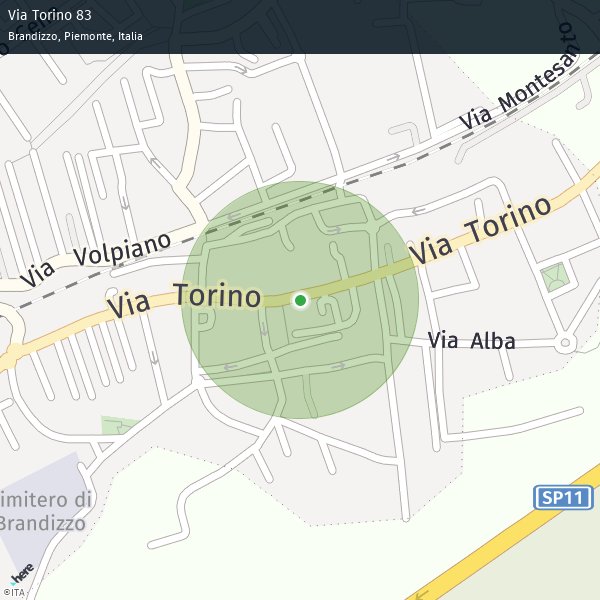 Via Torino 83
Brandizzo, Piemonte, Italia
Via Montesanto
Via Torino
Via Volpiano
Via Torino
Via Alba
SP11
imitero di
Brandizzo
here
©ITA